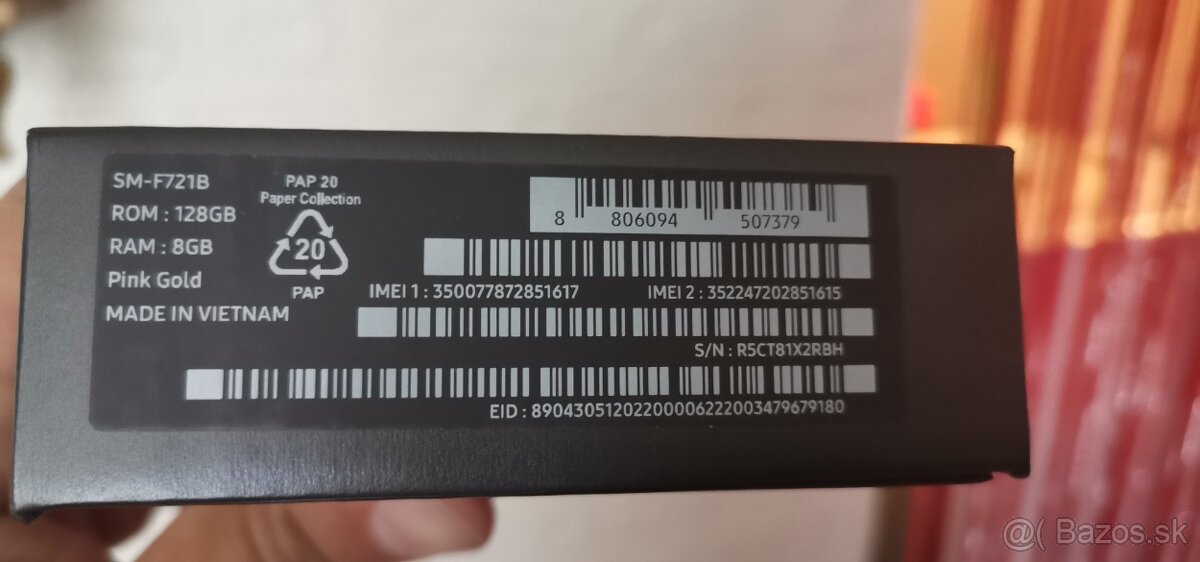 SM-F721B
ROM : 128GB
RAM : 8GB
Pink Gold
MADE IN VIETNAM
PAP 20
Paper Collection
20
PAP
8 806094 507379
IMEI 1 : 350077872851617 IMEI 2 : 352247202851615
S/N : R5CT81X2RBH
EID : 89043051202200006222003479679180
@( Bazos.sk